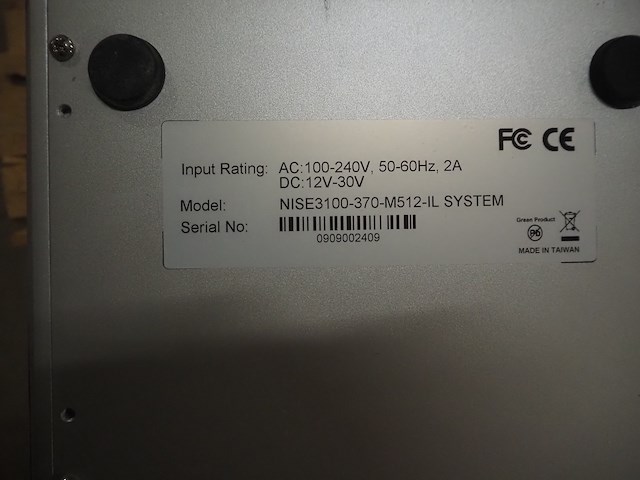 FC CE
Input Rating: AC:100-240V, 50-60Hz, 2A
DC:12V-30V
Model: NISE3100-370-M512-IL SYSTEM
Serial No:
0909002409
Green Product
MADE IN TAIWAN